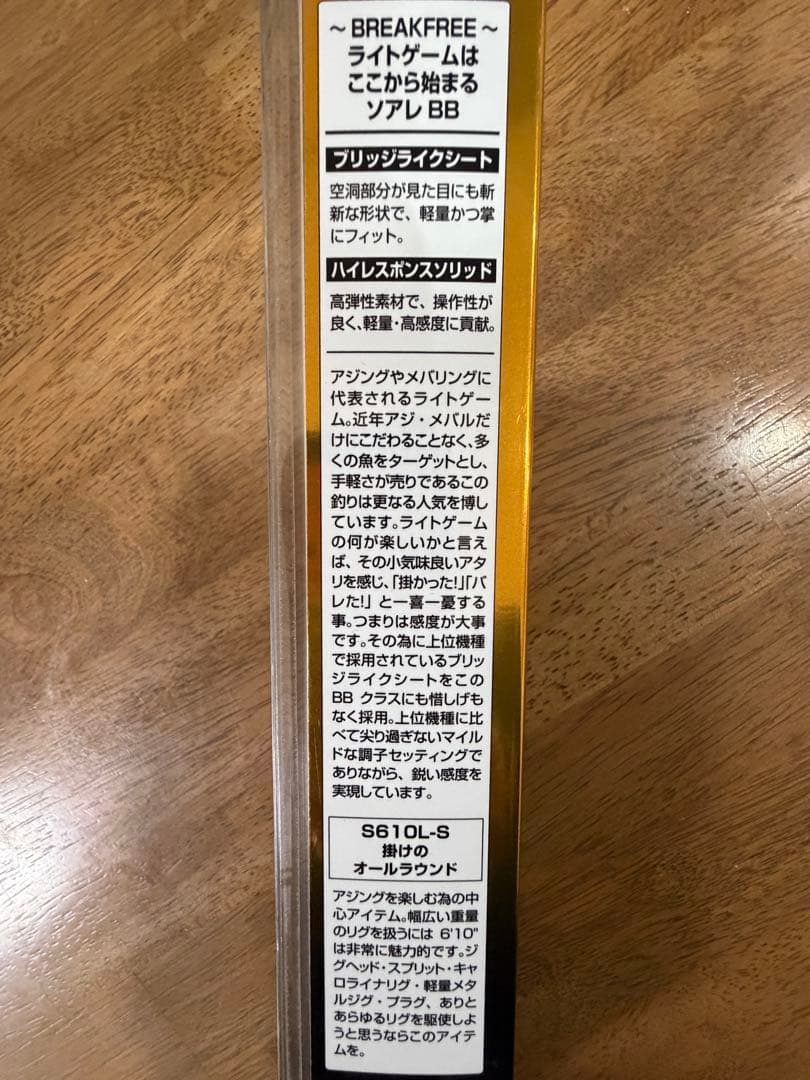 ～BREAKFREE～
ライトゲームは
ここから始まる
ソアレ BB
ブリッジライクシート
空洞部分が見た目にも斬
新な形状で、軽量かつ掌
にフィット。
ハイレスポンスソリッド
高弾性素材で、操作性が
良く、軽量・高感度に貢献。
アジングやメバリングに
代表されるライトゲー
ム。近年アジ・メバルだ
けにこだわることなく、多
くの魚をターゲットとし、
手軽さが売りであるこの
釣りは更なる人気を博し
ています。ライトゲーム
の何が楽しいかと言え
ば、その小気味良いアタ
リを感じ、「掛かった!」「バ
レた!」と一喜一憂する
事。つまりは感度が大事
です。その為に上位機種
で採用されているブリッ
ジライクシートをこの
BB クラスにも惜しげも
なく採用。上位機種に比
べて尖り過ぎないマイル
ドな調子セッティングで
ありながら、鋭い感度を
実現しています。
S610L-S
掛けの
オールラウンド
アジングを楽しむ為の中
心アイテム。幅広い重量
のリグを扱うには 6'10"
は非常に魅力的です。ジ
グヘッド・スプリット・キャ
ロライナリグ・軽量メタ
ルジグ・プラグ、ありと
あらゆるリグを駆使しよ
うと思うならこのアイテ
ムを。